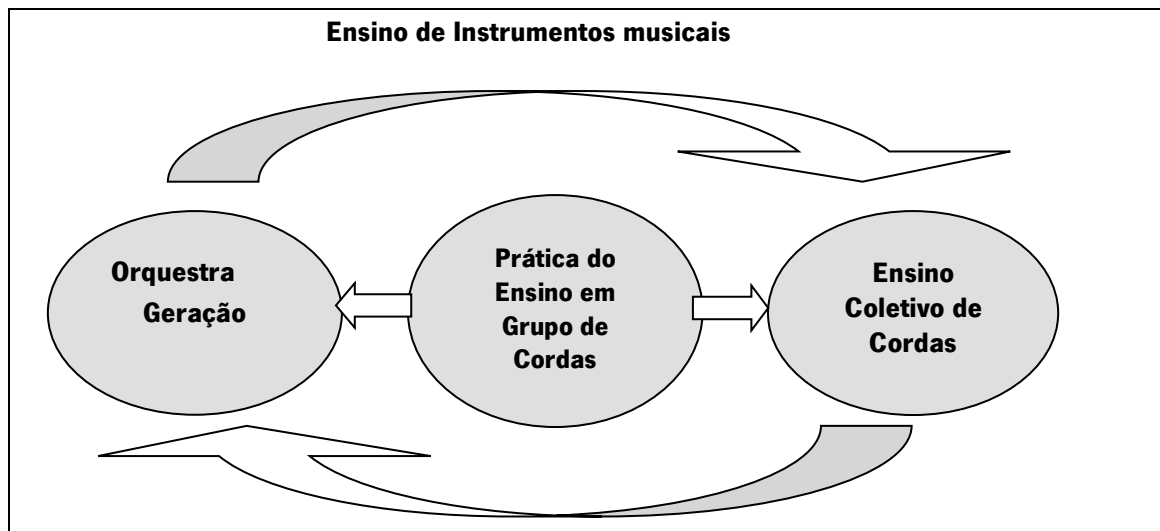 Ensino de Instrumentos musicais
Orquestra
Geração
Prática do
Ensino em
Grupo de
Cordas
Ensino
Coletivo de
Cordas